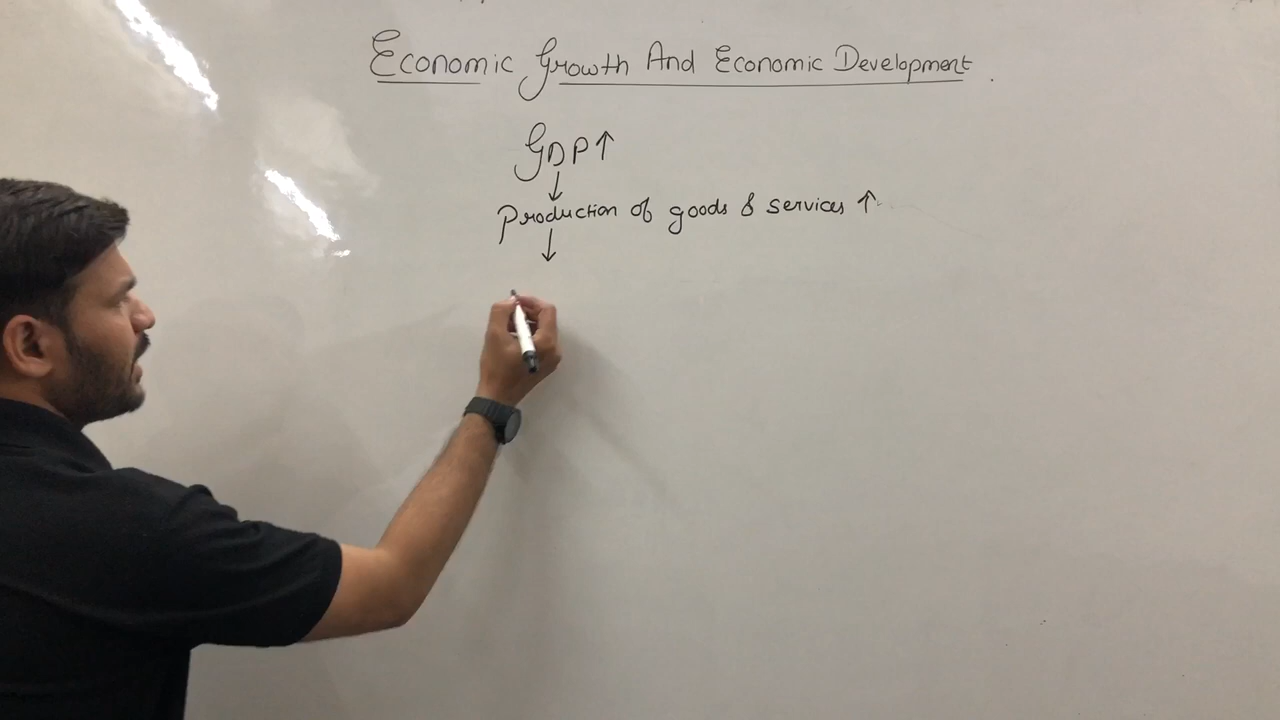 Economic Growth And Economic Development.
GDP↑
↓
Production of goods & services ↑
↓